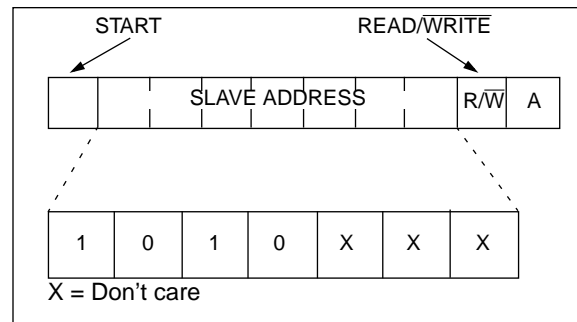 START READ/WRITE
SLAVE ADDRESS R/W A
1 0 1 0 X X X
X = Don't care